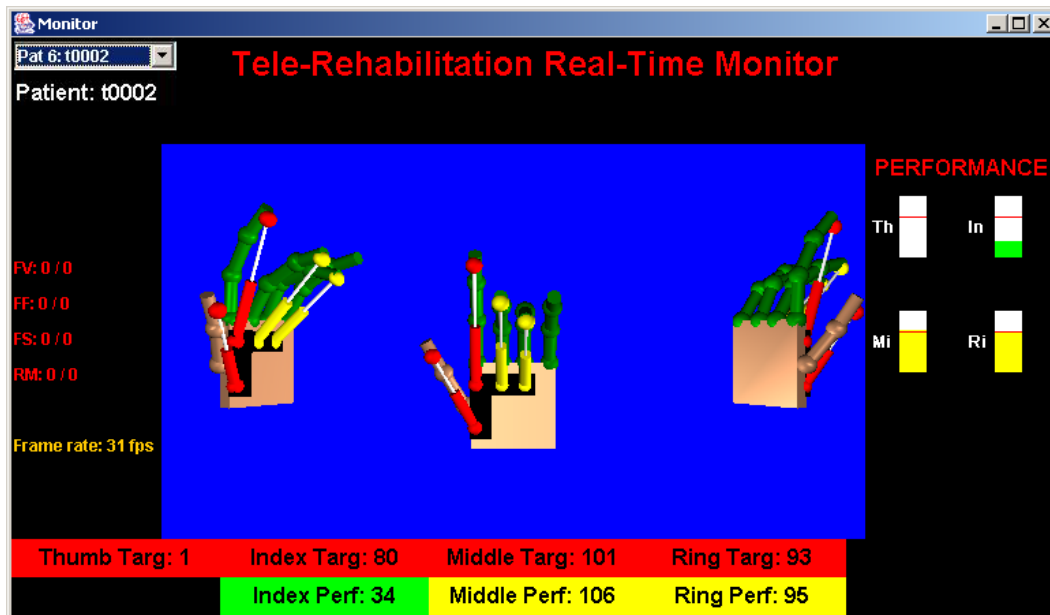 Monitor
Pat 6: t0002
Tele-Rehabilitation Real-Time Monitor
Patient: t0002
PERFORMANCE
Th In
FV: 0 / 0
FF: 0 / 0
FS: 0 / 0
Mi Ri
RM: 0 / 0
Frame rate: 31 fps
Thumb Targ: 1 Index Targ: 80 Middle Targ: 101 Ring Targ: 93
Index Perf: 34 Middle Perf: 106 Ring Perf: 95